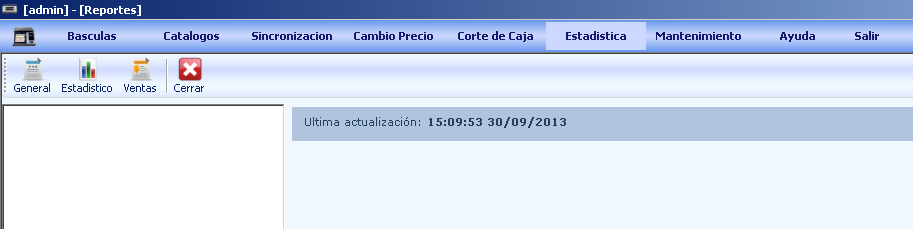 [admin] - [Reportes]
Basculas Catalogos Sincronizacion Cambio Precio Corte de Caja Estadistica Mantenimiento Ayuda Salir
General Estadistico Ventas Cerrar
Ultima actualización: 15:09:53 30/09/2013